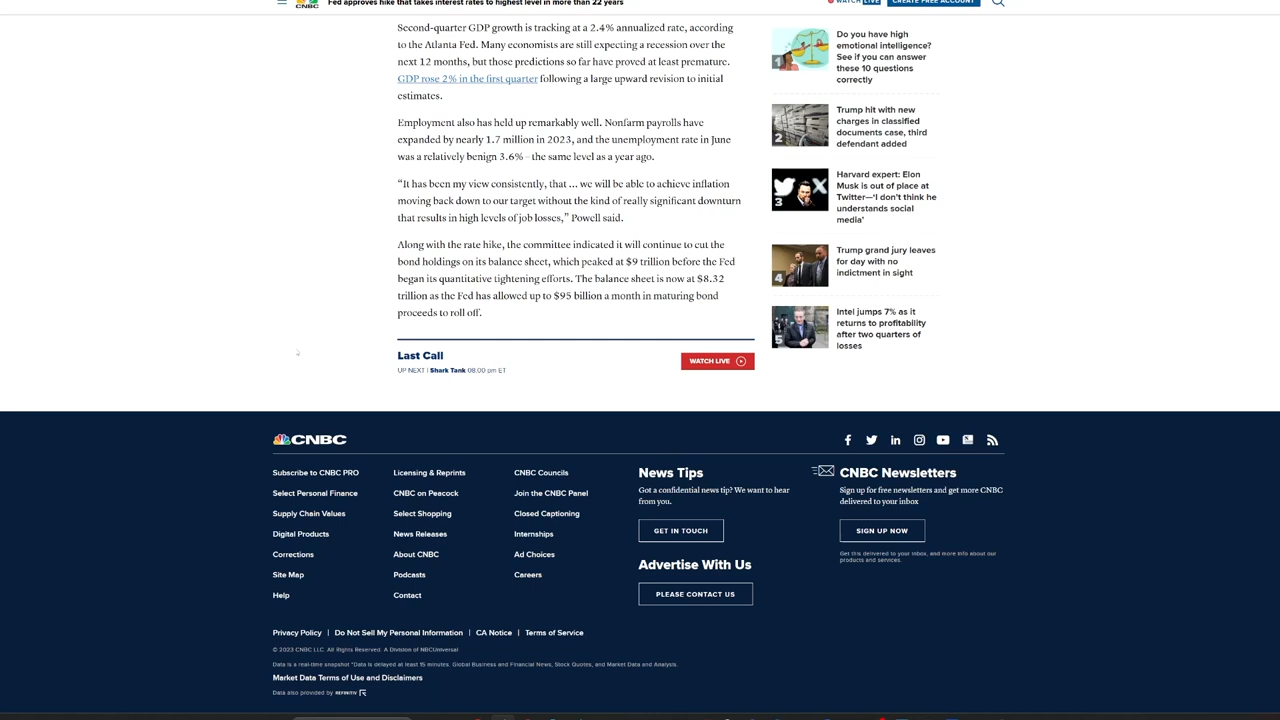 CNBC
Fed approves hike that takes interest rates to highest level in more than 22 years
WATCH LIVE
CREATE FREE ACCOUNT
Second-quarter GDP growth is tracking at a 2.4% annualized rate, according
to the Atlanta Fed. Many economists are still expecting a recession over the
next 12 months, but those predictions so far have proved at least premature.
GDP rose 2% in the first quarter following a large upward revision to initial
estimates.
Employment also has held up remarkably well. Nonfarm payrolls have
expanded by nearly 1.7 million in 2023, and the unemployment rate in June
was a relatively benign 3.6% – the same level as a year ago.
“It has been my view consistently, that ... we will be able to achieve inflation
moving back down to our target without the kind of really significant downturn
that results in high levels of job losses,” Powell said.
Along with the rate hike, the committee indicated it will continue to cut the
bond holdings on its balance sheet, which peaked at $9 trillion before the Fed
began its quantitative tightening efforts. The balance sheet is now at $8.32
trillion as the Fed has allowed up to $95 billion a month in maturing bond
proceeds to roll off.
Last Call
UP NEXT | Shark Tank 08:00 pm ET
WATCH LIVE
1
Do you have high
emotional intelligence?
See if you can answer
these 10 questions
correctly
2
Trump hit with new
charges in classified
documents case, third
defendant added
3
Harvard expert: Elon
Musk is out of place at
Twitter—‘I don’t think he
understands social
media’
4
Trump grand jury leaves
for day with no
indictment in sight
5
Intel jumps 7% as it
returns to profitability
after two quarters of
losses
CNBC
Subscribe to CNBC PRO
Select Personal Finance
Supply Chain Values
Digital Products
Corrections
Site Map
Help
Licensing & Reprints
CNBC on Peacock
Select Shopping
News Releases
About CNBC
Podcasts
Contact
CNBC Councils
Join the CNBC Panel
Closed Captioning
Internships
Ad Choices
Careers
News Tips
Got a confidential news tip? We want to hear
from you.
GET IN TOUCH
Advertise With Us
PLEASE CONTACT US
CNBC Newsletters
Sign up for free newsletters and get more CNBC
delivered to your inbox
SIGN UP NOW
Get this delivered to your inbox, and more info about our
products and services.
Privacy Policy | Do Not Sell My Personal Information | CA Notice | Terms of Service
© 2023 CNBC LLC. All Rights Reserved. A Division of NBCUniversal
Data is a real-time snapshot *Data is delayed at least 15 minutes. Global Business and Financial News, Stock Quotes, and Market Data and Analysis.
Market Data Terms of Use and Disclaimers
Data also provided by REFINITIV